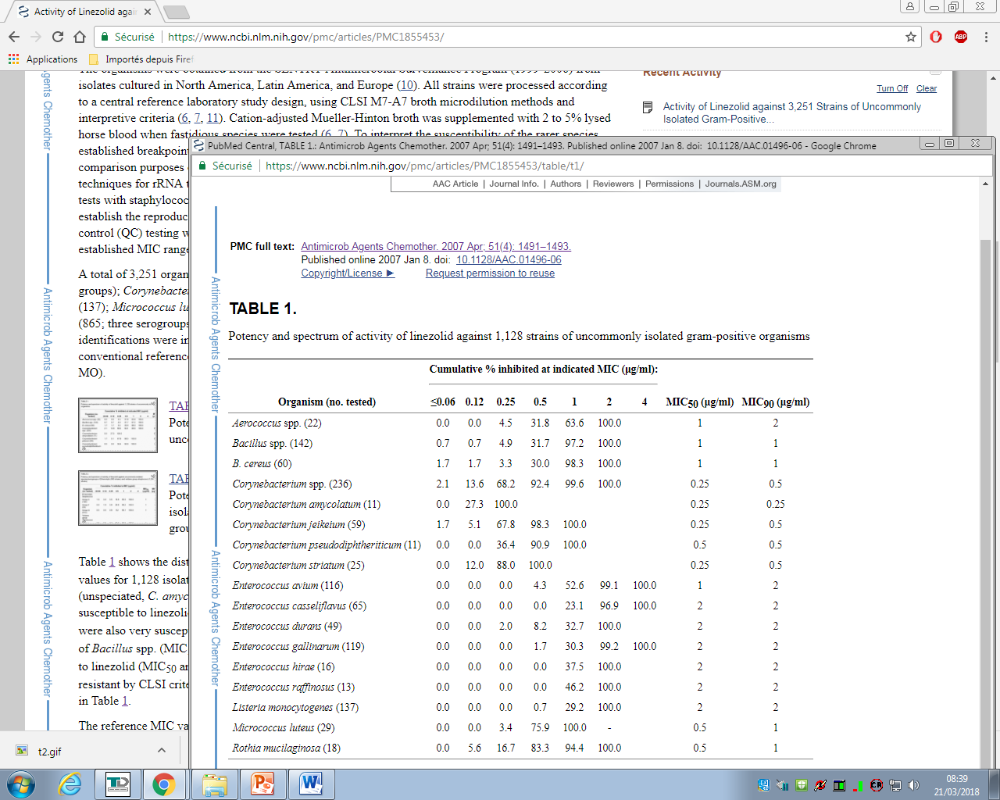 Activity of Linezolid agai
Sécurisé https://www.ncbi.nlm.nih.gov/pmc/articles/PMC1855453/
ABP
Applications Importés depuis Firef
isolates cultured in North America, Latin America, and Europe (10). All strains were processed according
to a central reference laboratory study design, using CLSI M7-A7 broth microdilution methods and
interpretive criteria (6, 7, 11). Cation-adjusted Mueller-Hinton broth was supplemented with 2 to 5% lysed
horse blood when fastidious species were tested (6, 7). To interpret the susceptibility of the rarer species
established breakpoin
comparison purposes
techniques for rRNA t
tests with staphylococ
establish the reproduc
control (QC) testing w
established MIC range
A total of 3,251 organ
groups); Corynebacte
(137); Micrococcus lu
(865; three serogroups
identifications were in
conventional reference
MO).
TAB
Pote
unco
TAB
Pote
isola
grou
Table 1 shows the dist
values for 1,128 isolat
(unspeciated, C. amyc
susceptible to linezoli
were also very suscep
of Bacillus spp. (MIC
to linezolid (MIC50 an
resistant by CLSI crite
in Table 1.
The reference MIC va
Antimicrob Agents Chemother
Antimicrob Agents Chemother
Recent Activity
Turn Off Clear
Activity of Linezolid against 3,251 Strains of Uncommonly
Isolated Gram-Positive...
PubMed Central, TABLE 1.: Antimicrob Agents Chemother. 2007 Apr; 51(4): 1491–1493. Published online 2007 Jan 8. doi: 10.1128/AAC.01496-06 - Google Chrome
Sécurisé https://www.ncbi.nlm.nih.gov/pmc/articles/PMC1855453/table/t1/
AAC Article | Journal Info. | Authors | Reviewers | Permissions | Journals.ASM.org
Antimicrob Agents Chemother
Antimicrob Agents Chemother
PMC full text: Antimicrob Agents Chemother. 2007 Apr; 51(4): 1491–1493.
Published online 2007 Jan 8. doi: 10.1128/AAC.01496-06
Copyright/License ► Request permission to reuse
TABLE 1.
Potency and spectrum of activity of linezolid against 1,128 strains of uncommonly isolated gram-positive organisms
Cumulative % inhibited at indicated MIC (μg/ml):
Organism (no. tested) ≤0.06 0.12 0.25 0.5 1 2 4 MIC50 (μg/ml) MIC90 (μg/ml)
Aerococcus spp. (22) 0.0 0.0 4.5 31.8 63.6 100.0 1 2
Bacillus spp. (142) 0.7 0.7 4.9 31.7 97.2 100.0 1 1
B. cereus (60) 1.7 1.7 3.3 30.0 98.3 100.0 1 1
Corynebacterium spp. (236) 2.1 13.6 68.2 92.4 99.6 100.0 0.25 0.5
Corynebacterium amycolatum (11) 0.0 27.3 100.0 0.25 0.25
Corynebacterium jeikeium (59) 1.7 5.1 67.8 98.3 100.0 0.25 0.5
Corynebacterium pseudodiphtheriticum (11) 0.0 0.0 36.4 90.9 100.0 0.5 0.5
Corynebacterium striatum (25) 0.0 12.0 88.0 100.0 0.25 0.5
Enterococcus avium (116) 0.0 0.0 0.0 4.3 52.6 99.1 100.0 1 2
Enterococcus casseliflavus (65) 0.0 0.0 0.0 0.0 23.1 96.9 100.0 2 2
Enterococcus durans (49) 0.0 0.0 2.0 8.2 32.7 100.0 2 2
Enterococcus gallinarum (119) 0.0 0.0 0.0 1.7 30.3 99.2 100.0 2 2
Enterococcus hirae (16) 0.0 0.0 0.0 0.0 37.5 100.0 2 2
Enterococcus raffinosus (13) 0.0 0.0 0.0 0.0 46.2 100.0 2 2
Listeria monocytogenes (137) 0.0 0.0 0.0 0.7 29.2 100.0 2 2
Micrococcus luteus (29) 0.0 0.0 3.4 75.9 100.0 - 0.5 1
Rothia mucilaginosa (18) 0.0 5.6 16.7 83.3 94.4 100.0 0.5 1
t2.gif
08:39
21/03/2018